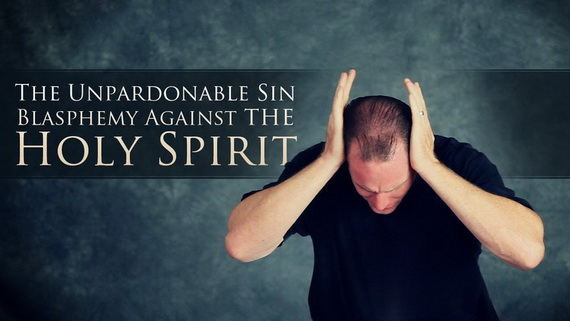 The Unpardonable Sin
Blasphemy Against the
Holy Spirit